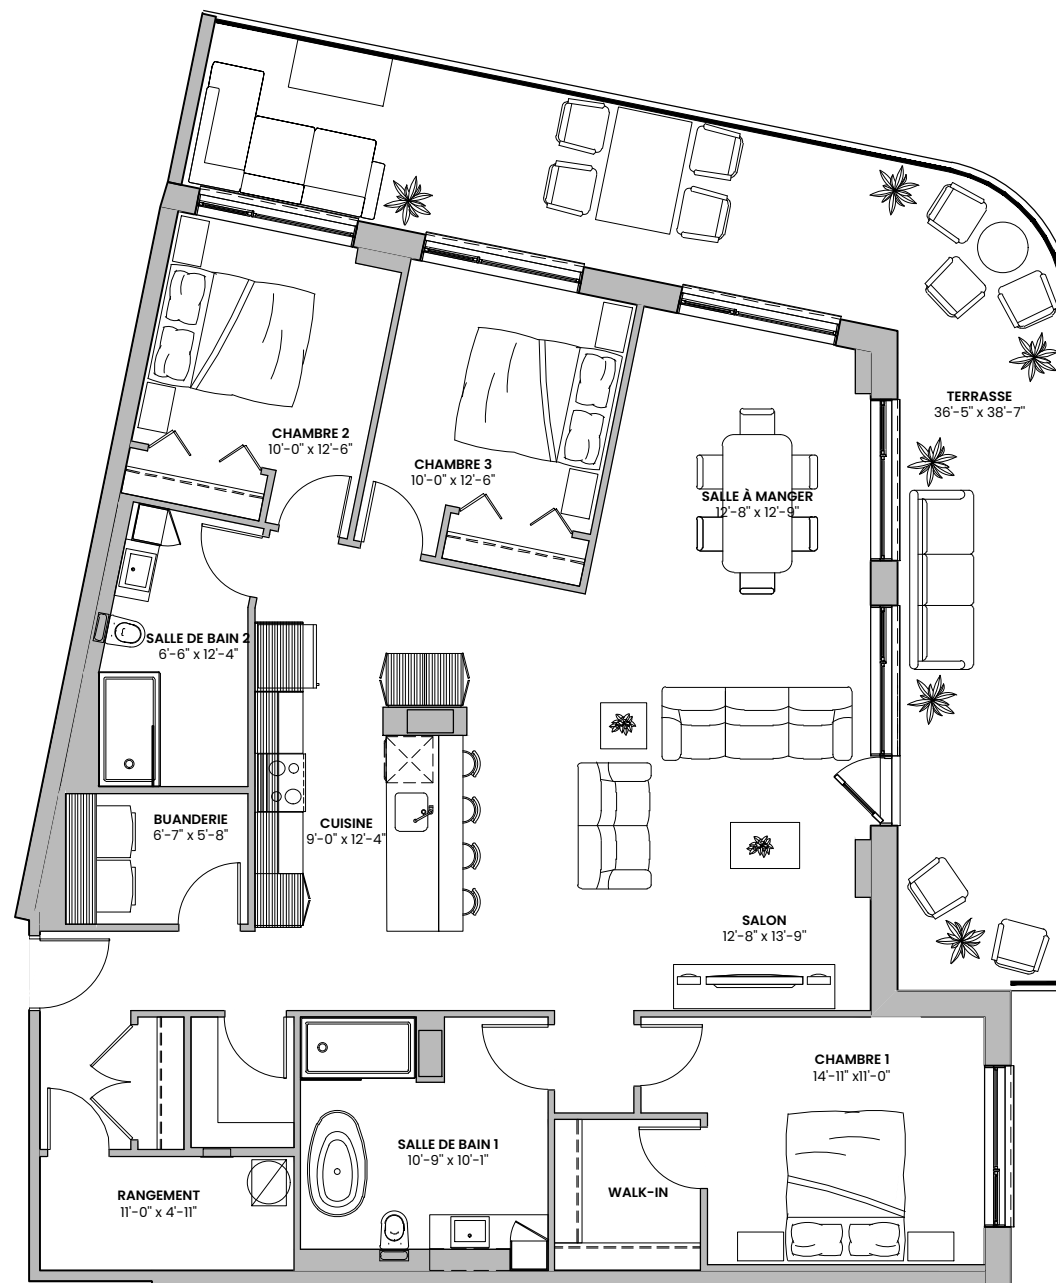 TERRASSE
36'-5" x 38'-7"
CHAMBRE 2
10'-0" x 12'-6"
CHAMBRE 3
10'-0" x 12'-6"
SALLE À MANGER
12'-8" x 12'-9"
SALLE DE BAIN 2
6'-6" x 12'-4"
BUANDERIE
6'-7" x 5'-8"
CUISINE
9'-0" x 12'-4"
SALON
12'-8" x 13'-9"
CHAMBRE 1
14'-11" x11'-0"
SALLE DE BAIN 1
10'-9" x 10'-1"
RANGEMENT
11'-0" x 4'-11"
WALK-IN